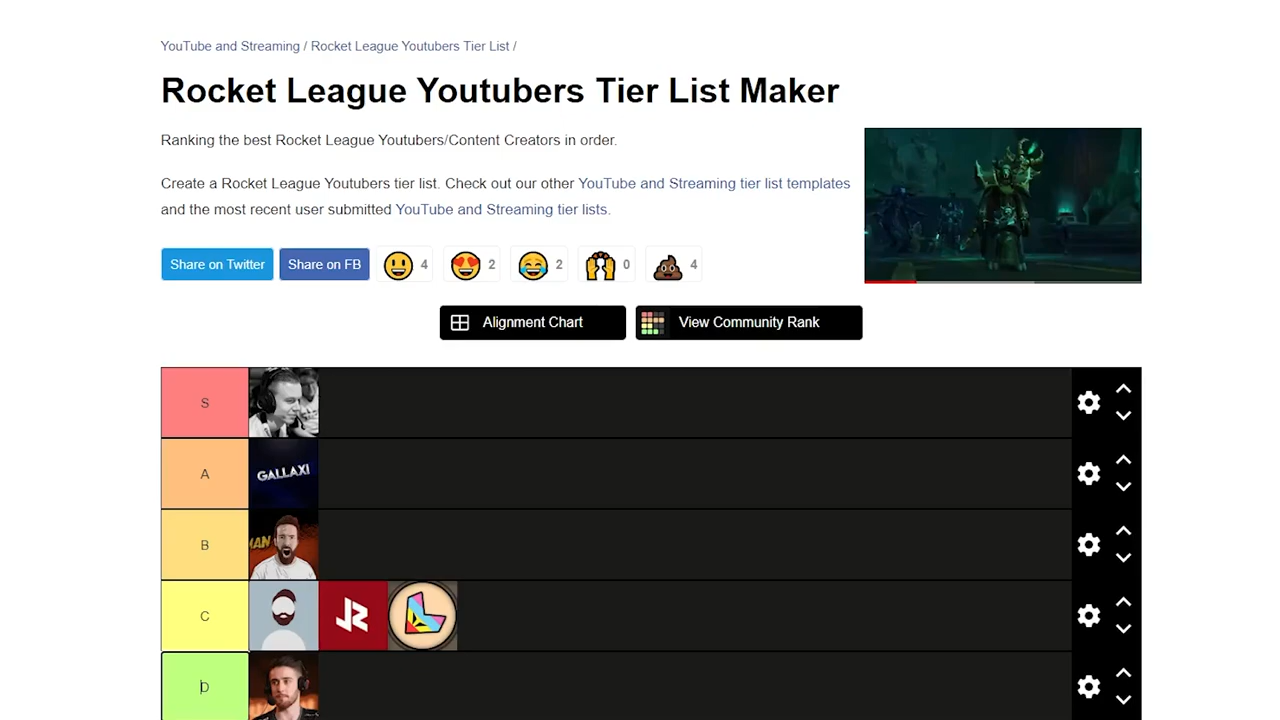 YouTube and Streaming / Rocket League Youtubers Tier List /
Rocket League Youtubers Tier List Maker
Ranking the best Rocket League Youtubers/Content Creators in order.
Create a Rocket League Youtubers tier list. Check out our other YouTube and Streaming tier list templates
and the most recent user submitted YouTube and Streaming tier lists.
Share on Twitter
Share on FB
4
2
2
0
4
Alignment Chart
View Community Rank
S
A
GALLAXI
B
MAN
C
JR
L
D